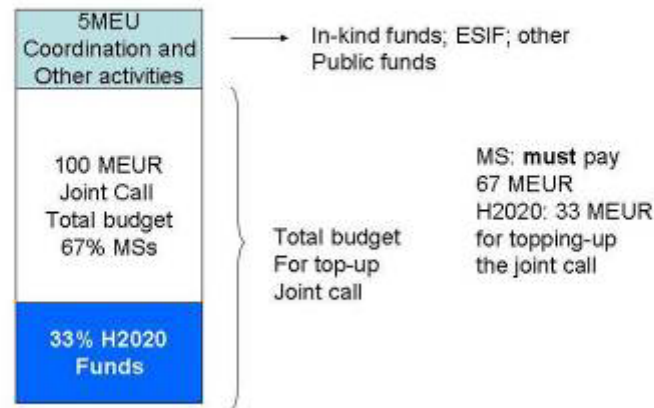 5MEU
Coordination and
Other activities
In-kind funds; ESIF; other
Public funds
100 MEUR
Joint Call
Total budget
67% MSs
33% H2020
Funds
Total budget
For top-up
Joint call
MS: must pay
67 MEUR
H2020: 33 MEUR
for topping-up
the joint call